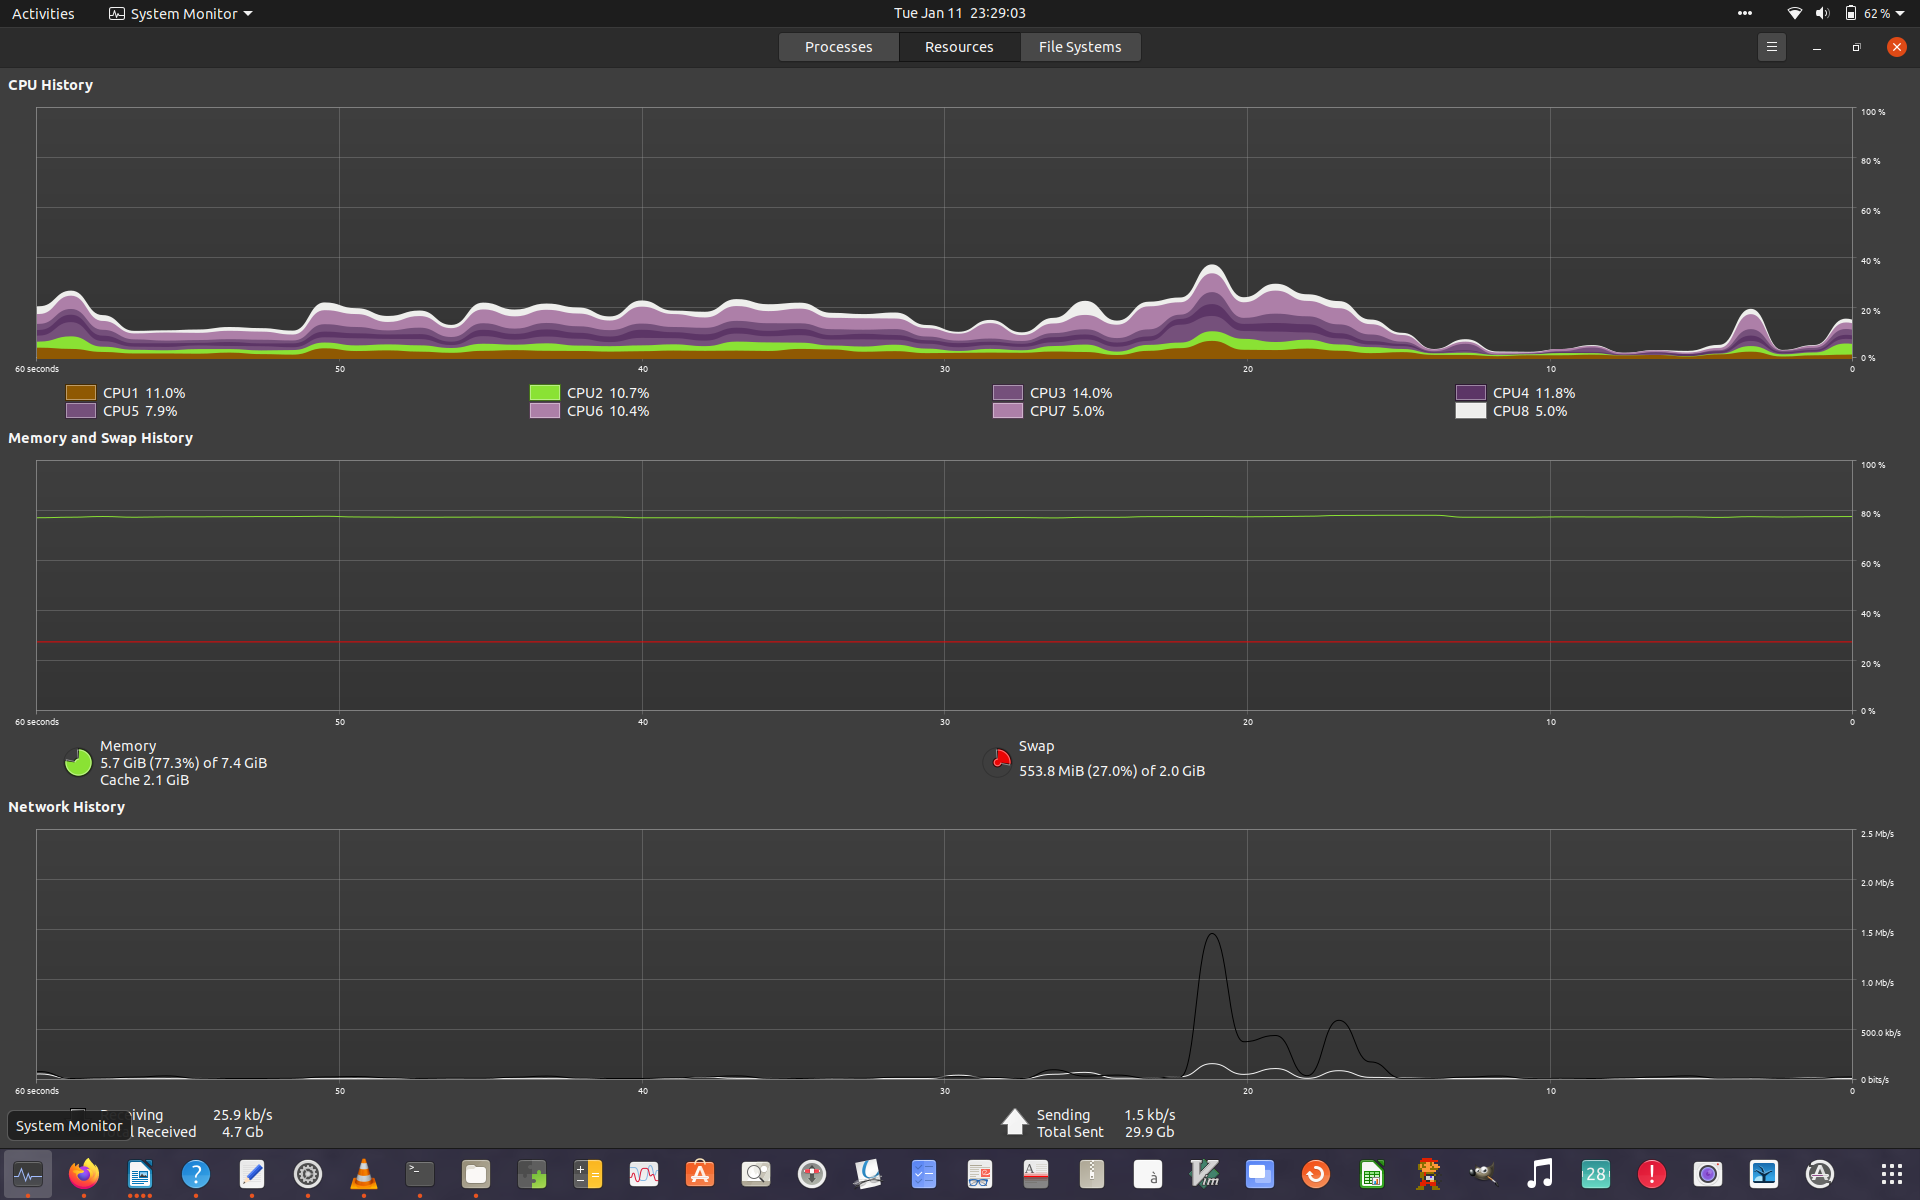 Activities
System Monitor
Tue Jan 11 23:29:03
62 %
Processes
Resources
File Systems
CPU History
100 %
80 %
60 %
40 %
20 %
0 %
60 seconds 50 40 30 20 10 0
CPU1 11.0% CPU2 10.7% CPU3 14.0% CPU4 11.8%
CPU5 7.9% CPU6 10.4% CPU7 5.0% CPU8 5.0%
Memory and Swap History
100 %
80 %
60 %
40 %
20 %
0 %
60 seconds 50 40 30 20 10 0
Memory
5.7 GiB (77.3%) of 7.4 GiB
Cache 2.1 GiB
Swap
553.8 MiB (27.0%) of 2.0 GiB
Network History
2.5 Mb/s
2.0 Mb/s
1.5 Mb/s
1.0 Mb/s
500.0 kb/s
0 bits/s
60 seconds 50 40 30 20 10 0
25.9 kb/s
Received 4.7 Gb
Sending 1.5 kb/s
Total Sent 29.9 Gb
System Monitor
à
Vim
28